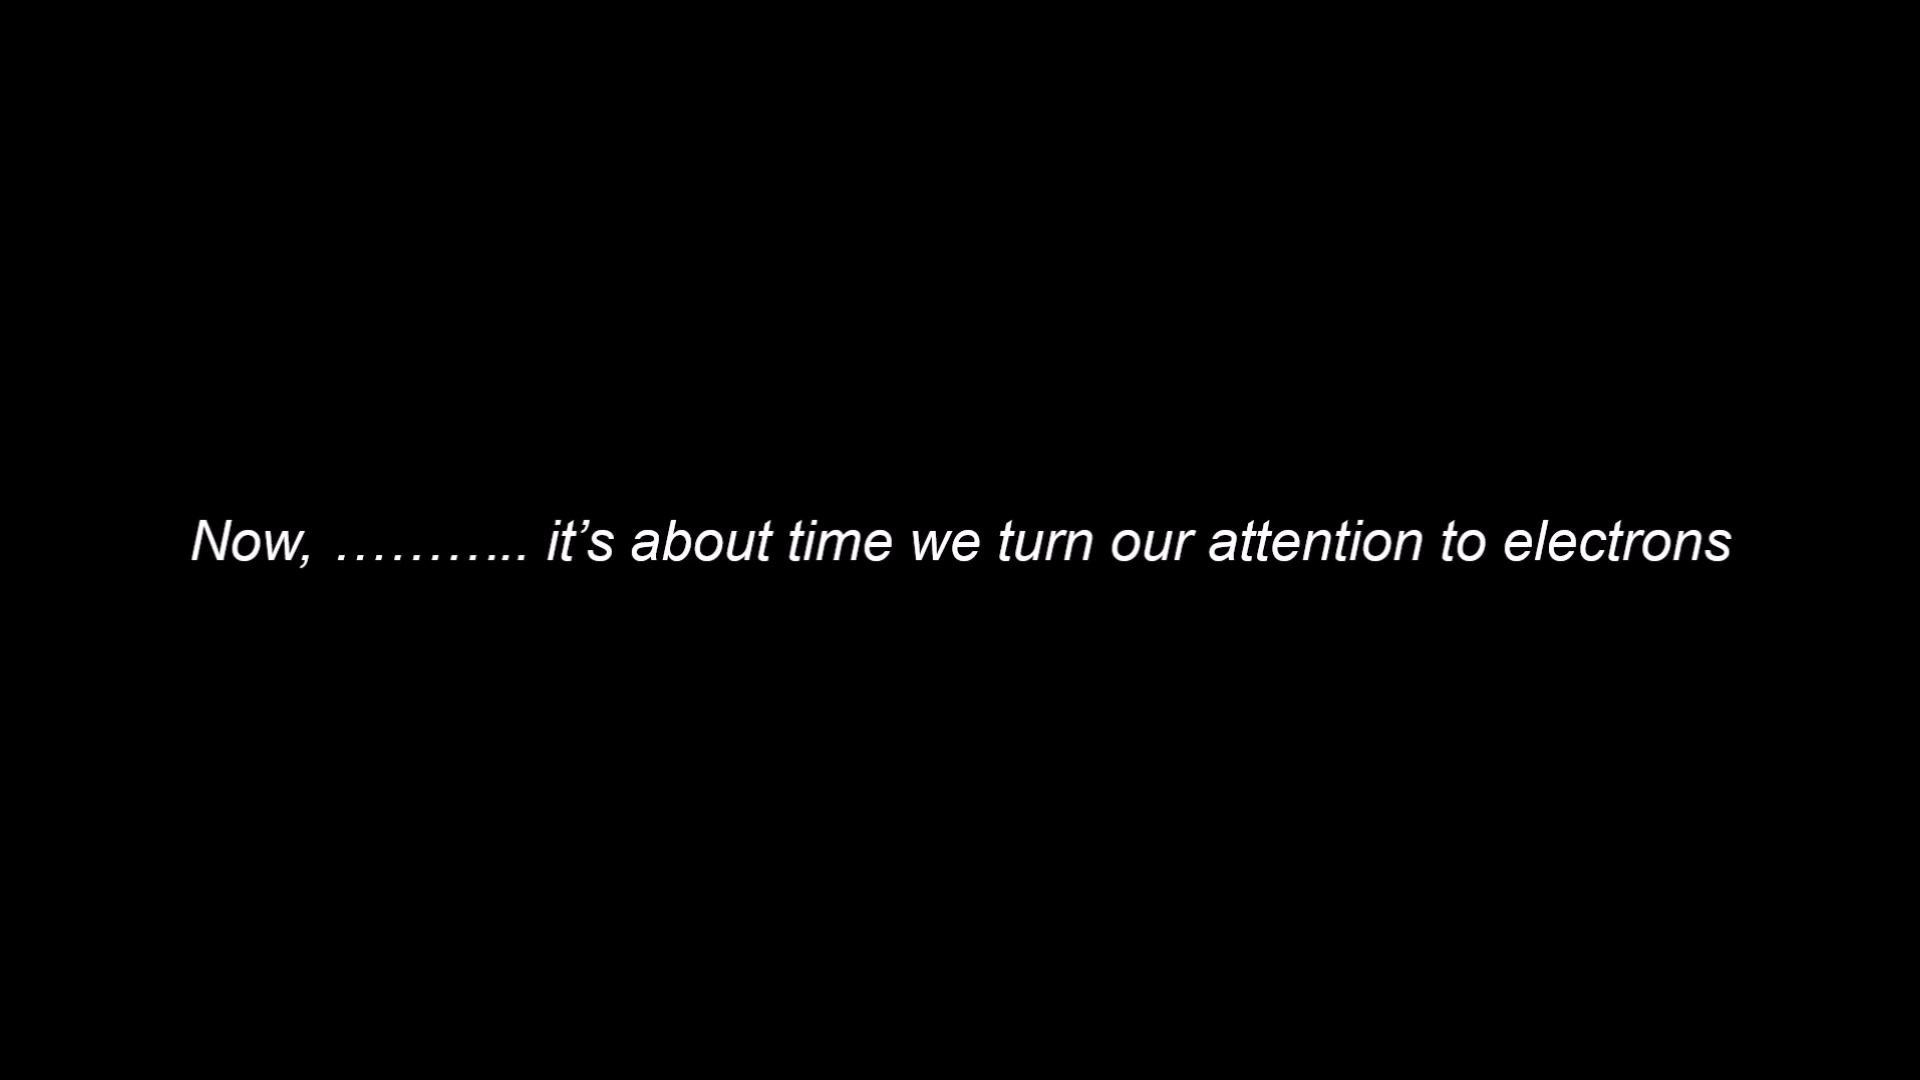 Now, ……….. it’s about time we turn our attention to electrons